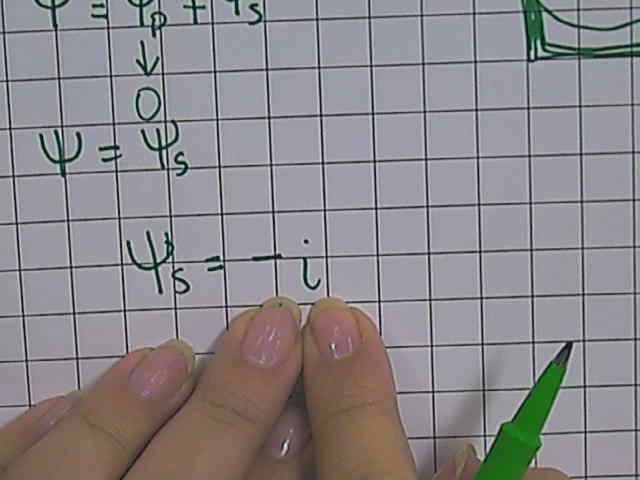 Ψ = Ψp + Ψs
↓
0
Ψ = Ψs
Ψs = - i